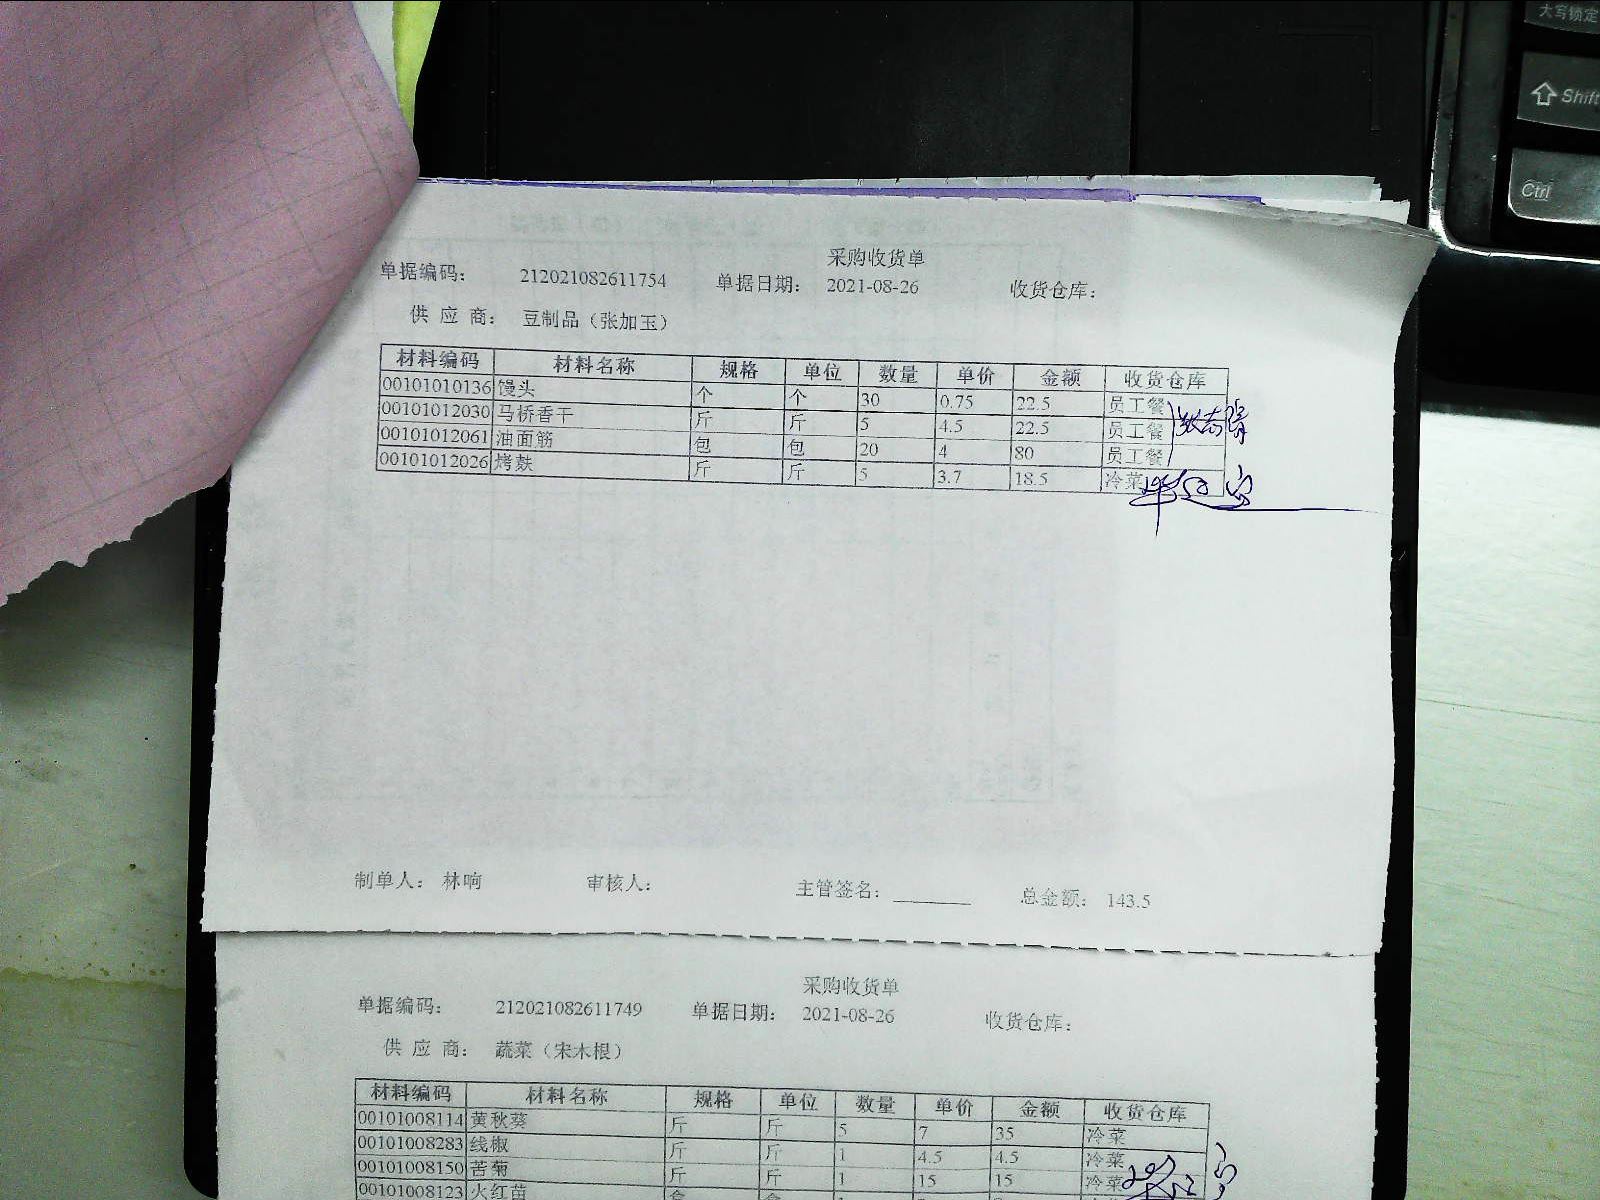 大写锁定
Shift
Ctrl
采购收货单
单据编码： 212021082611754 单据日期： 2021-08-26 收货仓库：
供 应 商： 豆制品（张加玉）
材料编码 材料名称 规格 单位 数量 单价 金额 收货仓库
00101010136 馒头 个 个 30 0.75 22.5 员工餐
00101012030 马桥香干 斤 斤 5 4.5 22.5 员工餐
00101012061 油面筋 包 包 20 4 80 员工餐
00101012026 烤麸 斤 斤 5 3.7 18.5 冷菜
制单人： 林响 审核人： 主管签名： 总金额： 143.5
采购收货单
单据编码： 212021082611749 单据日期： 2021-08-26 收货仓库：
供 应 商： 蔬菜（宋木根）
材料编码 材料名称 规格 单位 数量 单价 金额 收货仓库
00101008114 黄秋葵 斤 斤 5 7 35 冷菜
00101008283 线椒 斤 斤 1 4.5 4.5 冷菜
00101008150 苦菊 斤 斤 1 15 15 冷菜
00101008123 火红苗